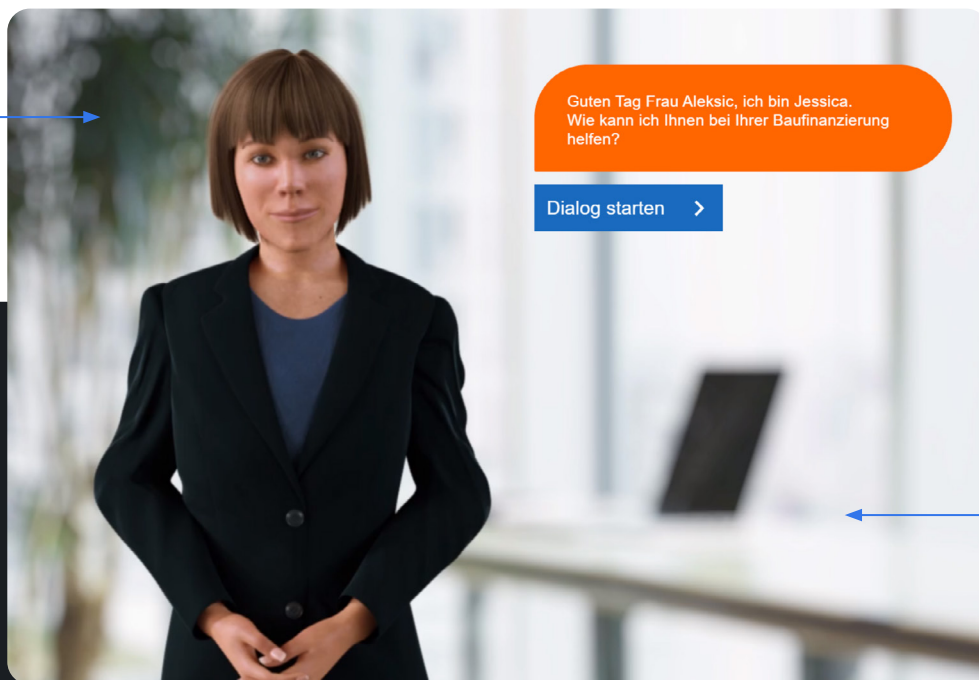 Guten Tag Frau Aleksic, ich bin Jessica.
Wie kann ich Ihnen bei Ihrer Baufinanzierung
helfen?
Dialog starten